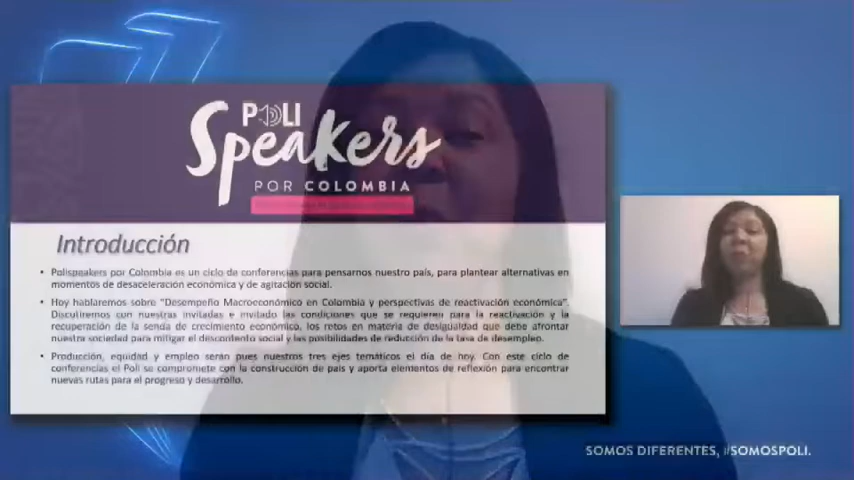 POLI
Speakers
POR COLOMBIA
Introducción
• Polispeakers por Colombia es un ciclo de conferencias para pensarnos nuestro país, para plantear alternativas en
momentos de desaceleración económica y de agitación social.
• Hoy hablaremos sobre "Desempeño Macroeconómico en Colombia y perspectivas de reactivación económica".
Discutiremos con nuestras invitadas e invitado las condiciones que se requieren para la reactivación y la
recuperación de la senda de crecimiento económico, los retos en materia de desigualdad que debe afrontar
nuestra sociedad para mitigar el descontento social y las posibilidades de reducción de la tasa de desempleo.
• Producción, equidad y empleo serán pues nuestros tres ejes temáticos el día de hoy. Con este ciclo de
conferencias el Poli se compromete con la construcción de país y aporta elementos de reflexión para encontrar
nuevas rutas para el progreso y desarrollo.
SOMOS DIFERENTES, #SOMOSPOLI.